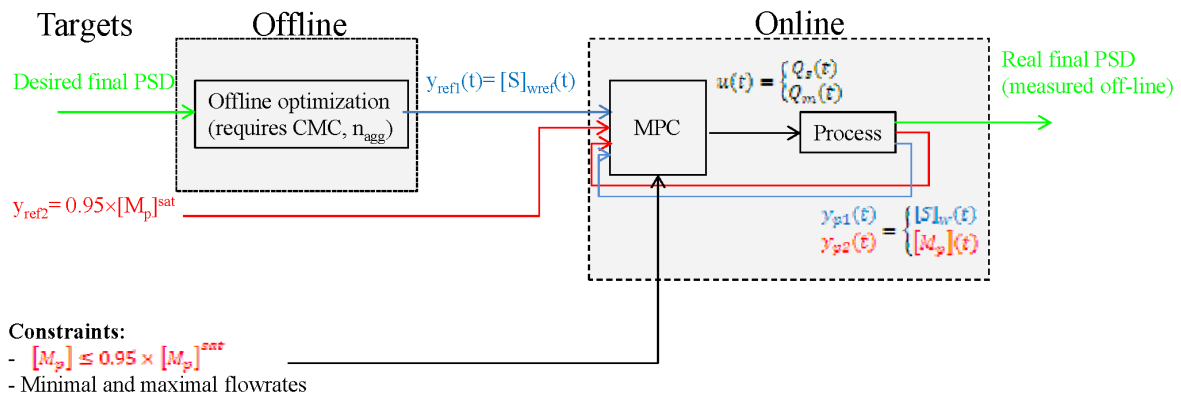 Targets
Offline
Online
Desired final PSD
Offline optimization
(requires CMC, nagg)
yref1(t)= [S]wref(t)
MPC
u(t) = {Qs(t)
Qm(t)
Process
Real final PSD
(measured off-line)
yref2= 0.95×[Mp]sat
yp1(t)
yp2(t) = {[S]w(t)
[Mp](t)
Constraints:
- [Mp] ≤ 0.95 × [Mp]sat
- Minimal and maximal flowrates